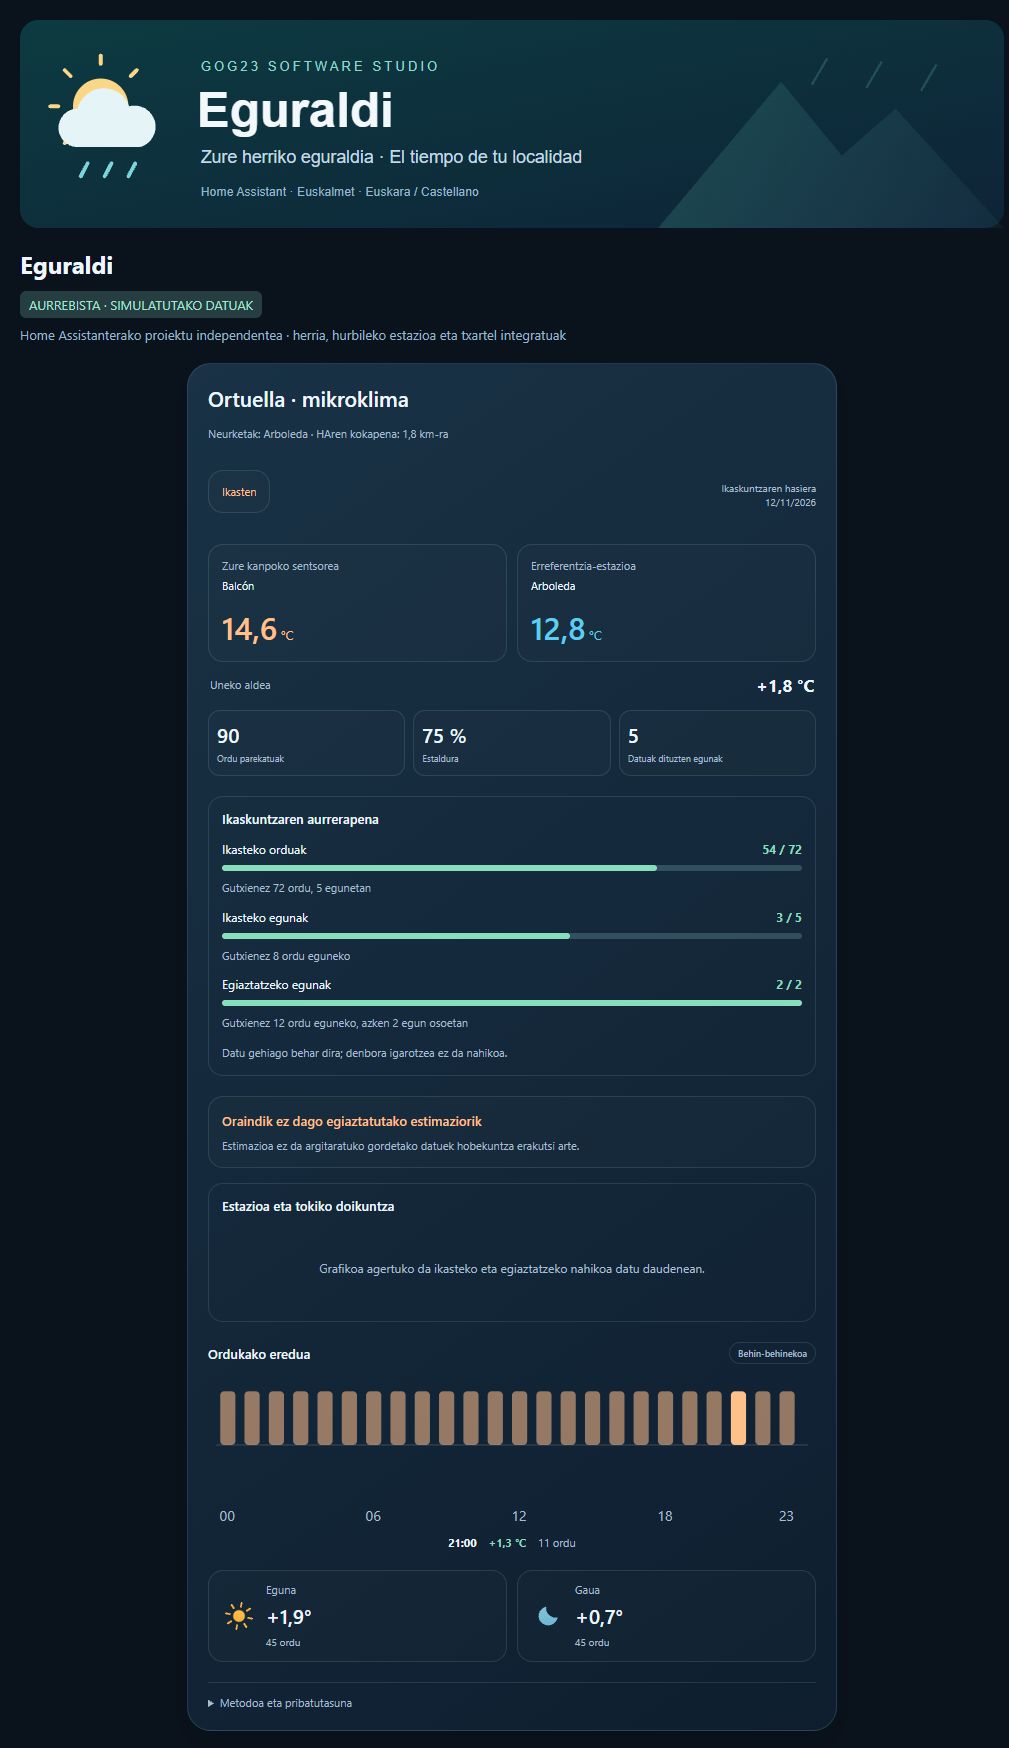 GOG23 SOFTWARE STUDIO
Eguraldi
Zure herriko eguraldia · El tiempo de tu localidad
Home Assistant · Euskalmet · Euskara / Castellano
Eguraldi
AURREBISTA · SIMULATUTAKO DATUAK
Home Assistanterako proiektu independentea · herria, hurbileko estazioa eta txartel integratuak
Ortuella · mikroklima
Neurketak: Arboleda · HAren kokapena: 1,8 km-ra
Ikasten
Ikaskuntzaren hasiera
12/11/2026
Zure kanpoko sentsorea
Balcón
14,6 °C
Erreferentzia-estazioa
Arboleda
12,8 °C
Uneko aldea
+1,8 °C
90
Ordu parekatuak
75 %
Estaldura
5
Datuak dituzten egunak
Ikaskuntzaren aurrerapena
Ikasteko orduak
54 / 72
Gutxienez 72 ordu, 5 egunetan
Ikasteko egunak
3 / 5
Gutxienez 8 ordu eguneko
Egiaztatzeko egunak
2 / 2
Gutxienez 12 ordu eguneko, azken 2 egun osoetan
Datu gehiago behar dira; denbora igarotzea ez da nahikoa.
Oraindik ez dago egiaztatutako estimaziorik
Estimazioa ez da argitaratuko gordetako datuek hobekuntza erakutsi arte.
Estazioa eta tokiko doikuntza
Grafikoa agertuko da ikasteko eta egiaztatzeko nahikoa datu daudenean.
Ordukako eredua
Behin-behinekoa
00 06 12 18 23
21:00 +1,3 °C 11 ordu
Eguna
+1,9°
45 ordu
Gaua
+0,7°
45 ordu
Metodoa eta pribatutasuna